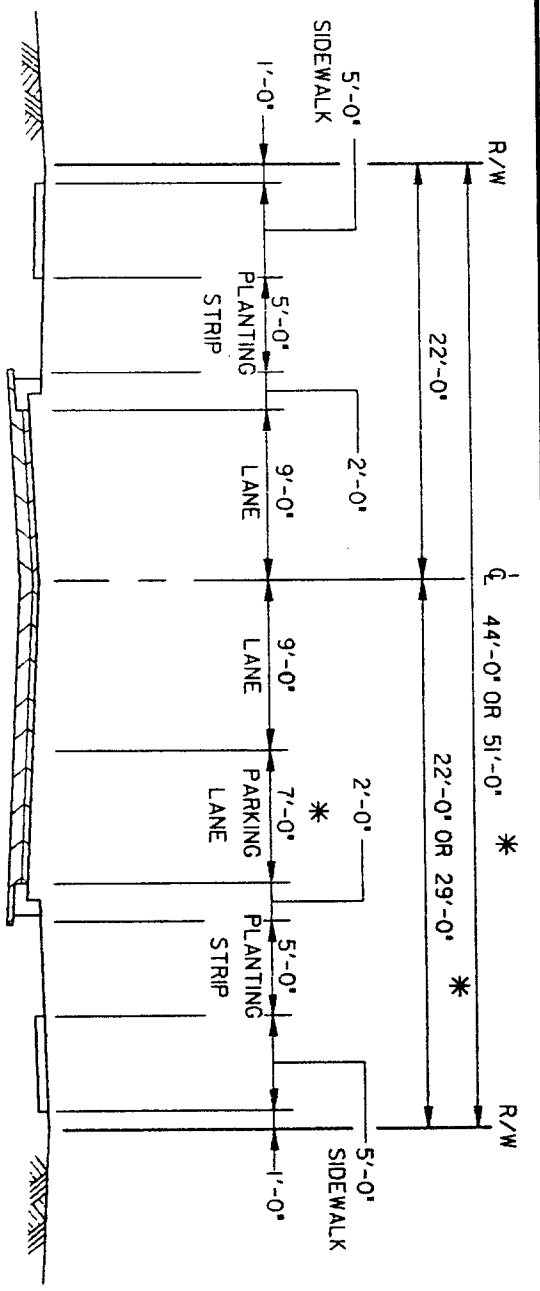 R/W
R/W
℄ 44'-0" OR 51'-0" *
22'-0"
22'-0" OR 29'-0" *
5'-0"
SIDEWALK
2'-0"
2'-0"
5'-0"
SIDEWALK
1'-0"
5'-0"
PLANTING
STRIP
9'-0"
LANE
9'-0"
LANE
*
7'-0"
PARKING
LANE
5'-0"
PLANTING
STRIP
1'-0"